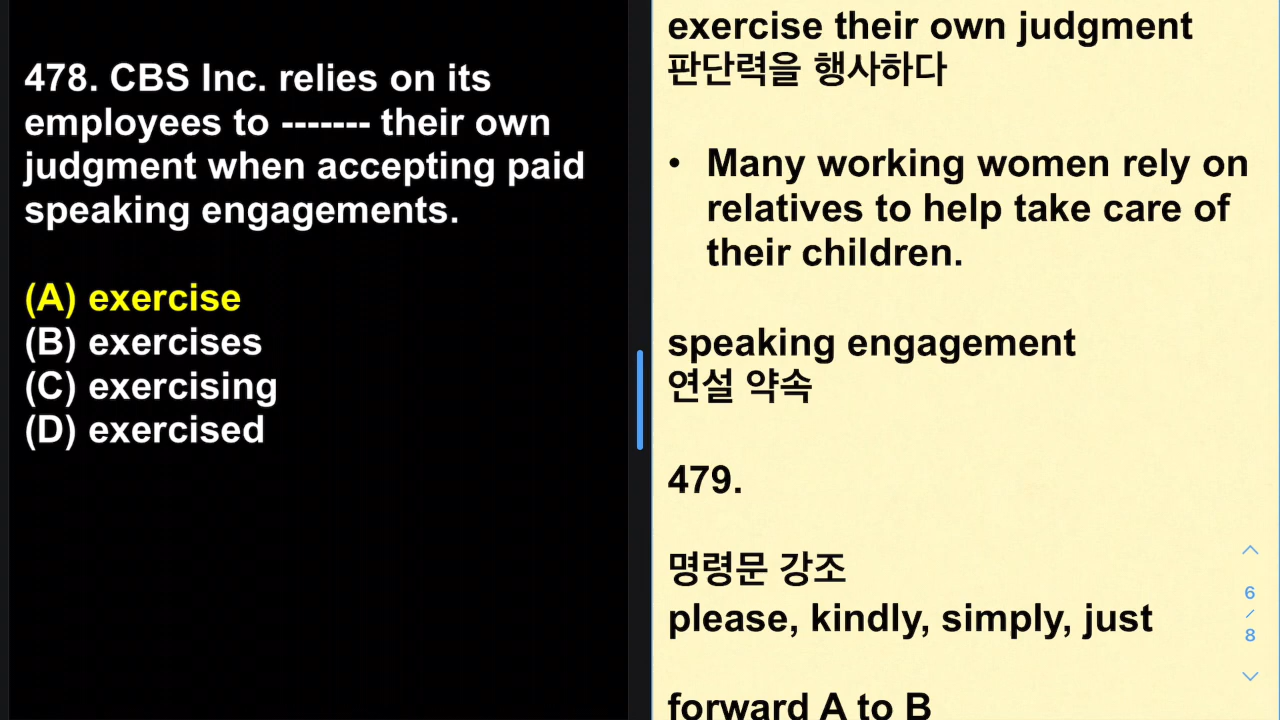 478. CBS Inc. relies on its
employees to ------- their own
judgment when accepting paid
speaking engagements.
(A) exercise
(B) exercises
(C) exercising
(D) exercised
exercise their own judgment
판단력을 행사하다
• Many working women rely on
relatives to help take care of
their children.
speaking engagement
연설 약속
479.
명령문 강조
please, kindly, simply, just
forward A to B
6
/
8